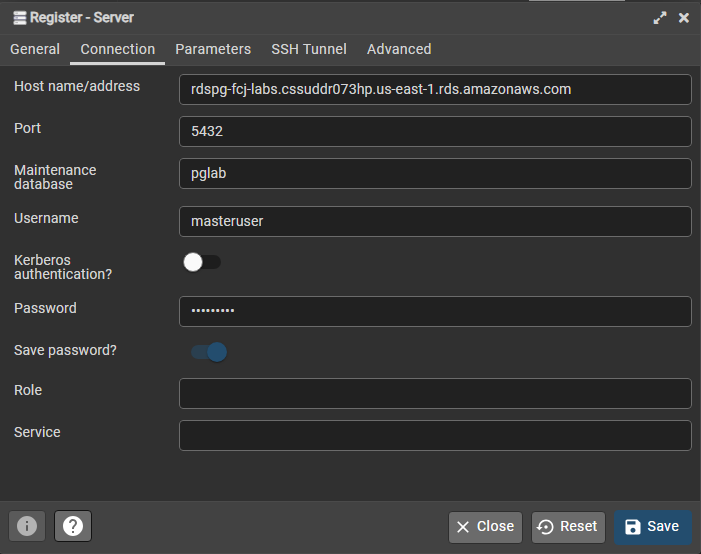 Register - Server
General Connection Parameters SSH Tunnel Advanced
Host name/address rdspg-fcj-labs.cssuddr073hp.us-east-1.rds.amazonaws.com
Port 5432
Maintenance
database pglab
Username masteruser
Kerberos
authentication?
Password •••••••••
Save password?
Role
Service
i ? Close Reset Save